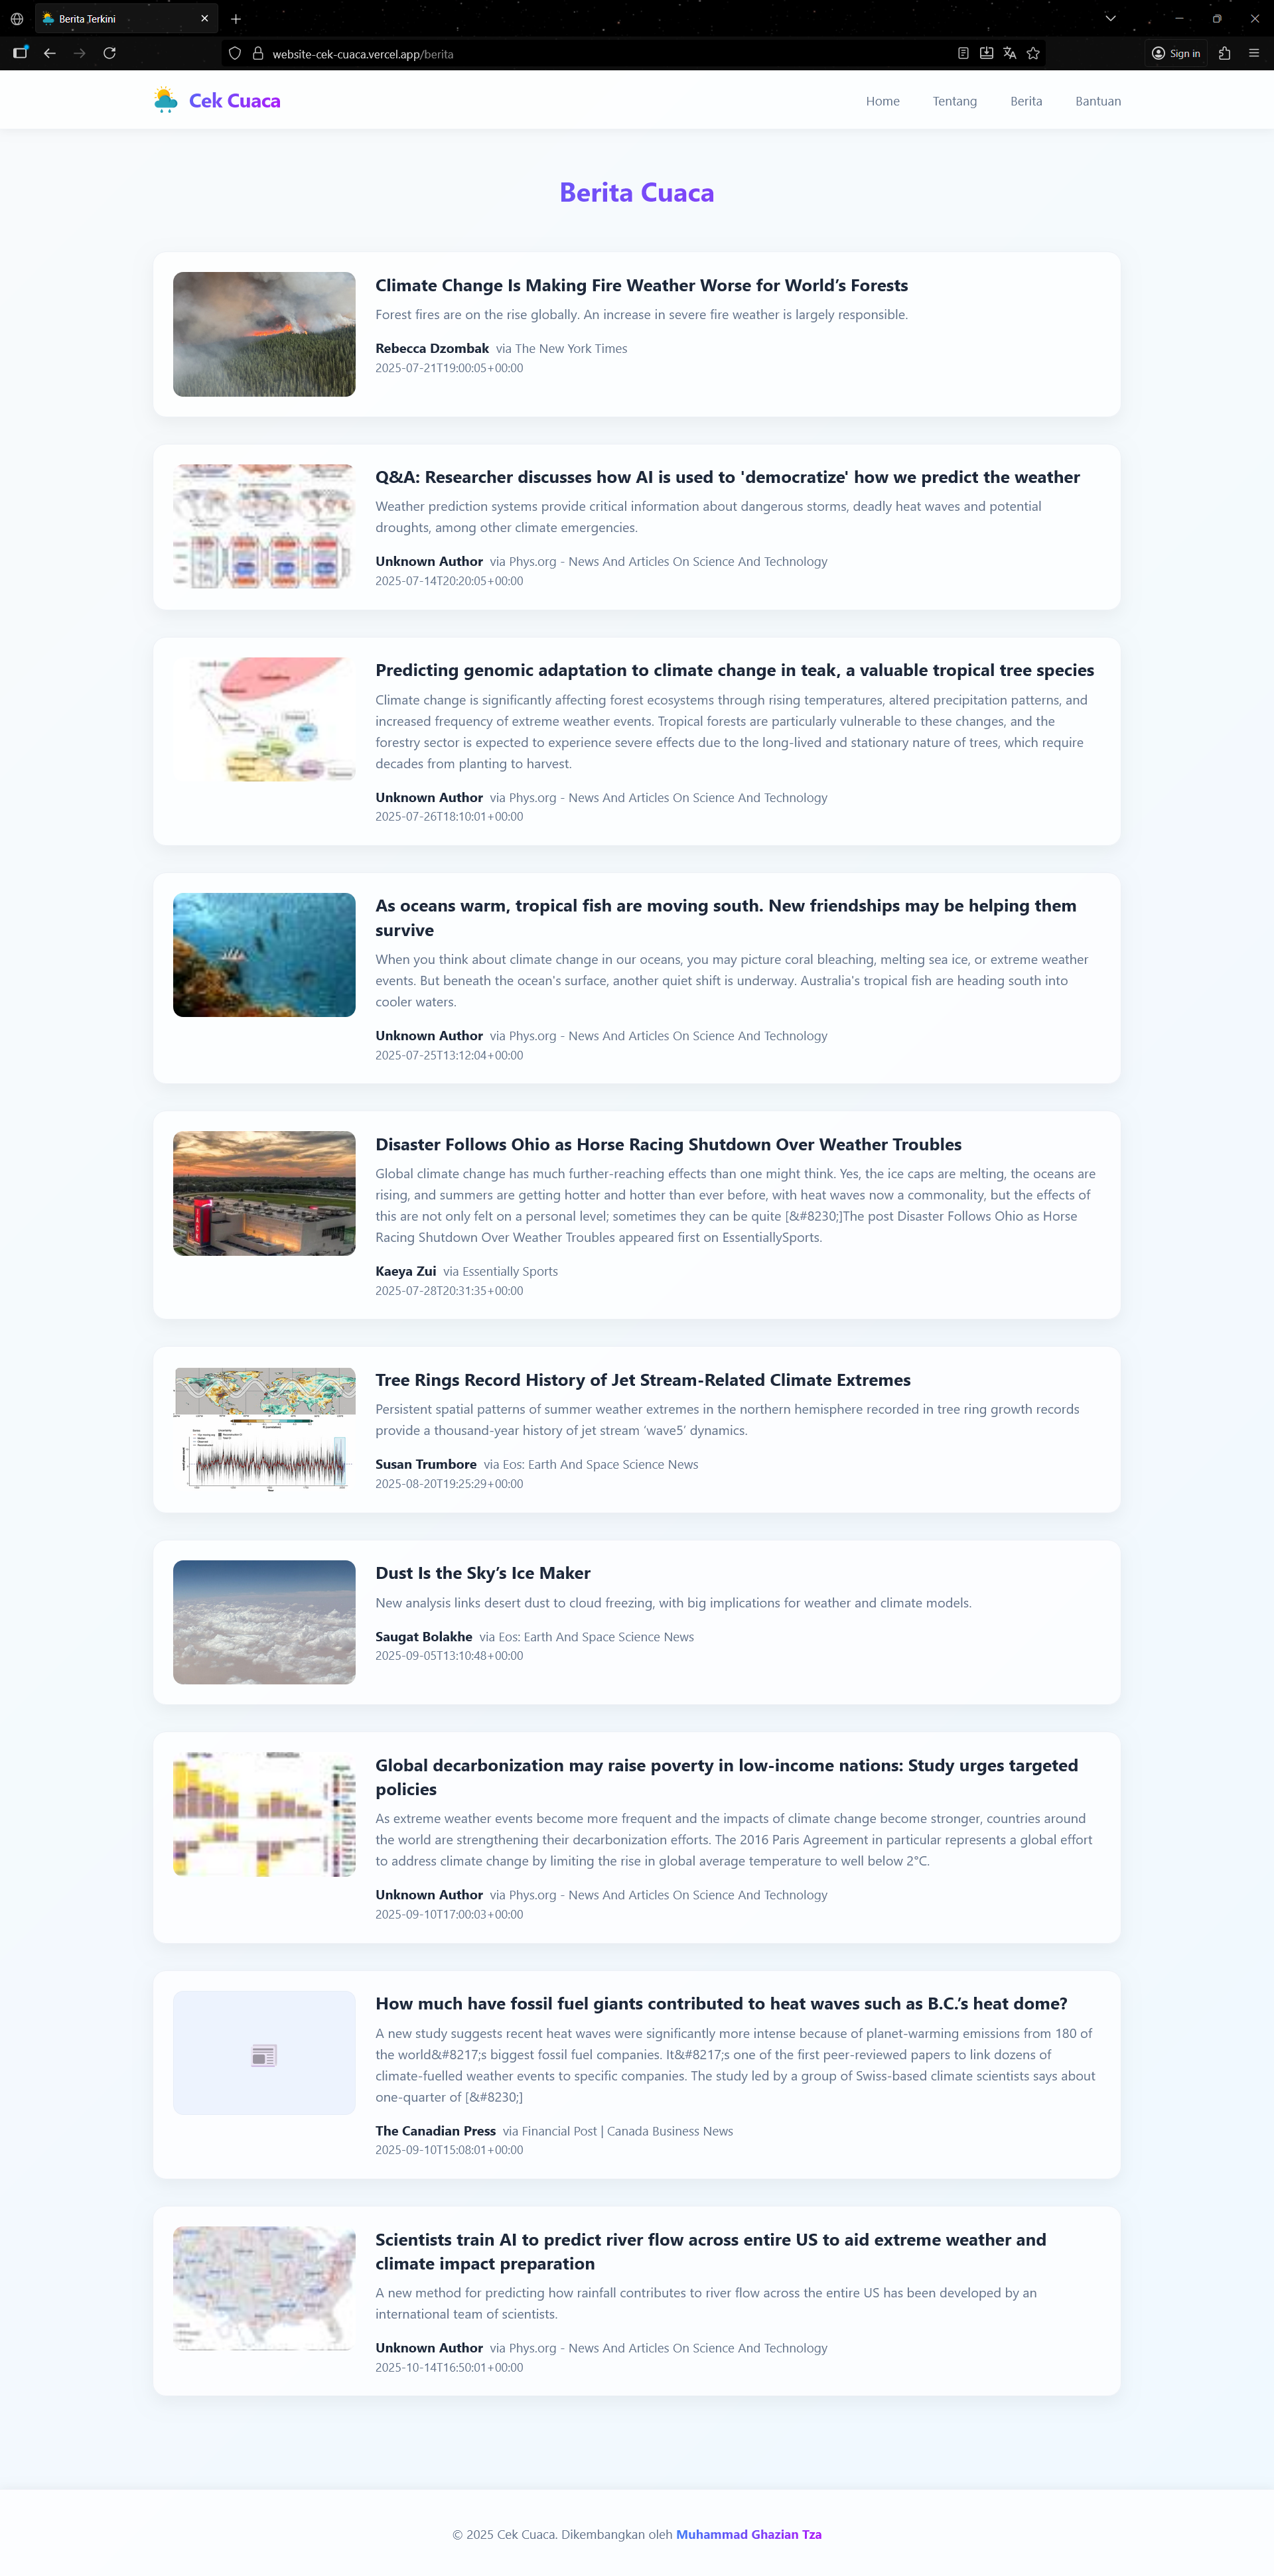 Berita Terkini
website-cek-cuaca.vercel.app/berita
Sign in
Cek Cuaca
Home
Tentang
Berita
Bantuan
Berita Cuaca
Climate Change Is Making Fire Weather Worse for World’s Forests
Forest fires are on the rise globally. An increase in severe fire weather is largely responsible.
Rebecca Dzombak via The New York Times
2025-07-21T19:00:05+00:00
Q&A: Researcher discusses how AI is used to 'democratize' how we predict the weather
Weather prediction systems provide critical information about dangerous storms, deadly heat waves and potential
droughts, among other climate emergencies.
Unknown Author via Phys.org - News And Articles On Science And Technology
2025-07-14T20:20:05+00:00
Predicting genomic adaptation to climate change in teak, a valuable tropical tree species
Climate change is significantly affecting forest ecosystems through rising temperatures, altered precipitation patterns, and
increased frequency of extreme weather events. Tropical forests are particularly vulnerable to these changes, and the
forestry sector is expected to experience severe effects due to the long-lived and stationary nature of trees, which require
decades from planting to harvest.
Unknown Author via Phys.org - News And Articles On Science And Technology
2025-07-26T18:10:01+00:00
As oceans warm, tropical fish are moving south. New friendships may be helping them
survive
When you think about climate change in our oceans, you may picture coral bleaching, melting sea ice, or extreme weather
events. But beneath the ocean's surface, another quiet shift is underway. Australia's tropical fish are heading south into
cooler waters.
Unknown Author via Phys.org - News And Articles On Science And Technology
2025-07-25T13:12:04+00:00
Disaster Follows Ohio as Horse Racing Shutdown Over Weather Troubles
Global climate change has much further-reaching effects than one might think. Yes, the ice caps are melting, the oceans are
rising, and summers are getting hotter and hotter than ever before, with heat waves now a commonality, but the effects of
this are not only felt on a personal level; sometimes they can be quite [&#8230;]The post Disaster Follows Ohio as Horse
Racing Shutdown Over Weather Troubles appeared first on EssentiallySports.
Kaeya Zui via Essentially Sports
2025-07-28T20:31:35+00:00
Tree Rings Record History of Jet Stream-Related Climate Extremes
Persistent spatial patterns of summer weather extremes in the northern hemisphere recorded in tree ring growth records
provide a thousand-year history of jet stream ‘wave5’ dynamics.
Susan Trumbore via Eos: Earth And Space Science News
2025-08-20T19:25:29+00:00
Dust Is the Sky’s Ice Maker
New analysis links desert dust to cloud freezing, with big implications for weather and climate models.
Saugat Bolakhe via Eos: Earth And Space Science News
2025-09-05T13:10:48+00:00
Global decarbonization may raise poverty in low-income nations: Study urges targeted
policies
As extreme weather events become more frequent and the impacts of climate change become stronger, countries around
the world are strengthening their decarbonization efforts. The 2016 Paris Agreement in particular represents a global effort
to address climate change by limiting the rise in global average temperature to well below 2°C.
Unknown Author via Phys.org - News And Articles On Science And Technology
2025-09-10T17:00:03+00:00
How much have fossil fuel giants contributed to heat waves such as B.C.’s heat dome?
A new study suggests recent heat waves were significantly more intense because of planet-warming emissions from 180 of
the world&#8217;s biggest fossil fuel companies. It&#8217;s one of the first peer-reviewed papers to link dozens of
climate-fuelled weather events to specific companies. The study led by a group of Swiss-based climate scientists says about
one-quarter of [&#8230;]
The Canadian Press via Financial Post | Canada Business News
2025-09-10T15:08:01+00:00
Scientists train AI to predict river flow across entire US to aid extreme weather and
climate impact preparation
A new method for predicting how rainfall contributes to river flow across the entire US has been developed by an
international team of scientists.
Unknown Author via Phys.org - News And Articles On Science And Technology
2025-10-14T16:50:01+00:00
© 2025 Cek Cuaca. Dikembangkan oleh Muhammad Ghazian Tza